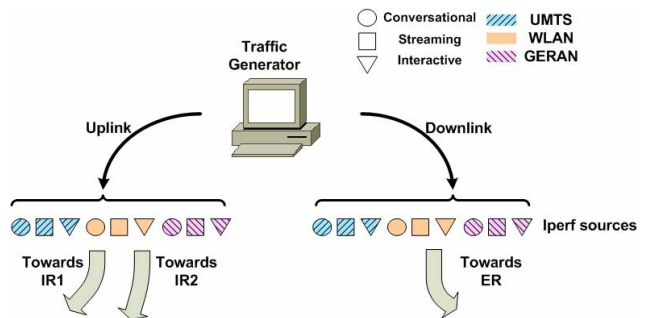 Traffic
Generator
Conversational
Streaming
Interactive
UMTS
WLAN
GERAN
Uplink
Downlink
Iperf sources
Towards
IR1
Towards
IR2
Towards
ER